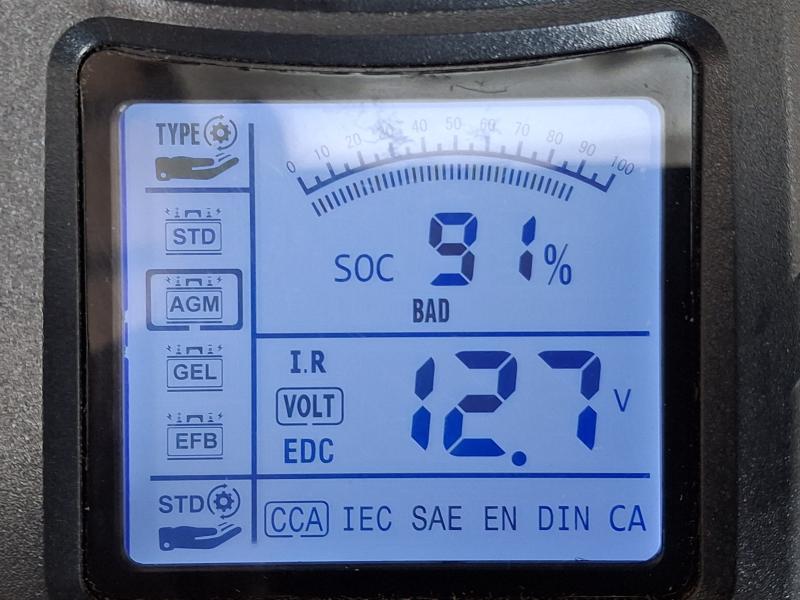 TYPE
0 10 20 30 40 50 60 70 80 90 100
STD
SOC 91%
AGM
BAD
GEL
I.R
VOLT 12.7 V
EFB
EDC
STD
CCA IEC SAE EN DIN CA